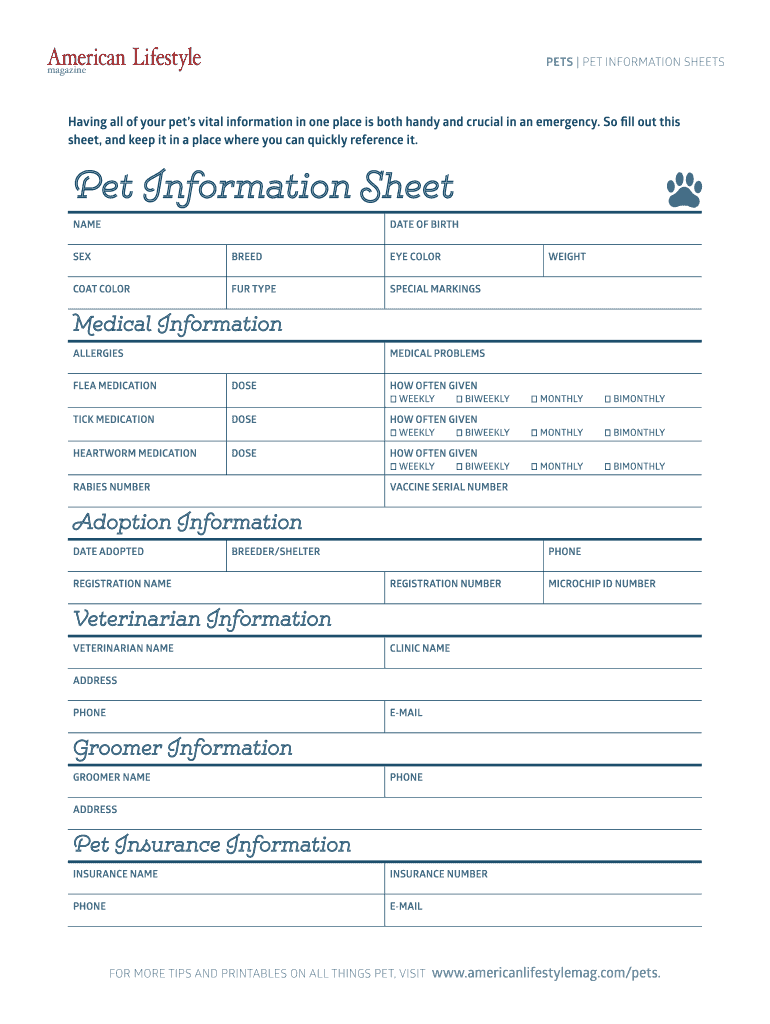 American Lifestyle
magazine
PETS | PET INFORMATION SHEETS
Having all of your pet's vital information in one place is both handy and crucial in an emergency. So fill out this
sheet, and keep it in a place where you can quickly reference it.
Pet Information Sheet
NAME DATE OF BIRTH
SEX BREED EYE COLOR WEIGHT
COAT COLOR FUR TYPE SPECIAL MARKINGS
Medical Information
ALLERGIES MEDICAL PROBLEMS
FLEA MEDICATION DOSE HOW OFTEN GIVEN
☐ WEEKLY ☐ BIWEEKLY ☐ MONTHLY ☐ BIMONTHLY
TICK MEDICATION DOSE HOW OFTEN GIVEN
☐ WEEKLY ☐ BIWEEKLY ☐ MONTHLY ☐ BIMONTHLY
HEARTWORM MEDICATION DOSE HOW OFTEN GIVEN
☐ WEEKLY ☐ BIWEEKLY ☐ MONTHLY ☐ BIMONTHLY
RABIES NUMBER VACCINE SERIAL NUMBER
Adoption Information
DATE ADOPTED BREEDER/SHELTER PHONE
REGISTRATION NAME REGISTRATION NUMBER MICROCHIP ID NUMBER
Veterinarian Information
VETERINARIAN NAME CLINIC NAME
ADDRESS
PHONE E-MAIL
Groomer Information
GROOMER NAME PHONE
ADDRESS
Pet Insurance Information
INSURANCE NAME INSURANCE NUMBER
PHONE E-MAIL
FOR MORE TIPS AND PRINTABLES ON ALL THINGS PET, VISIT www.americanlifestylemag.com/pets.